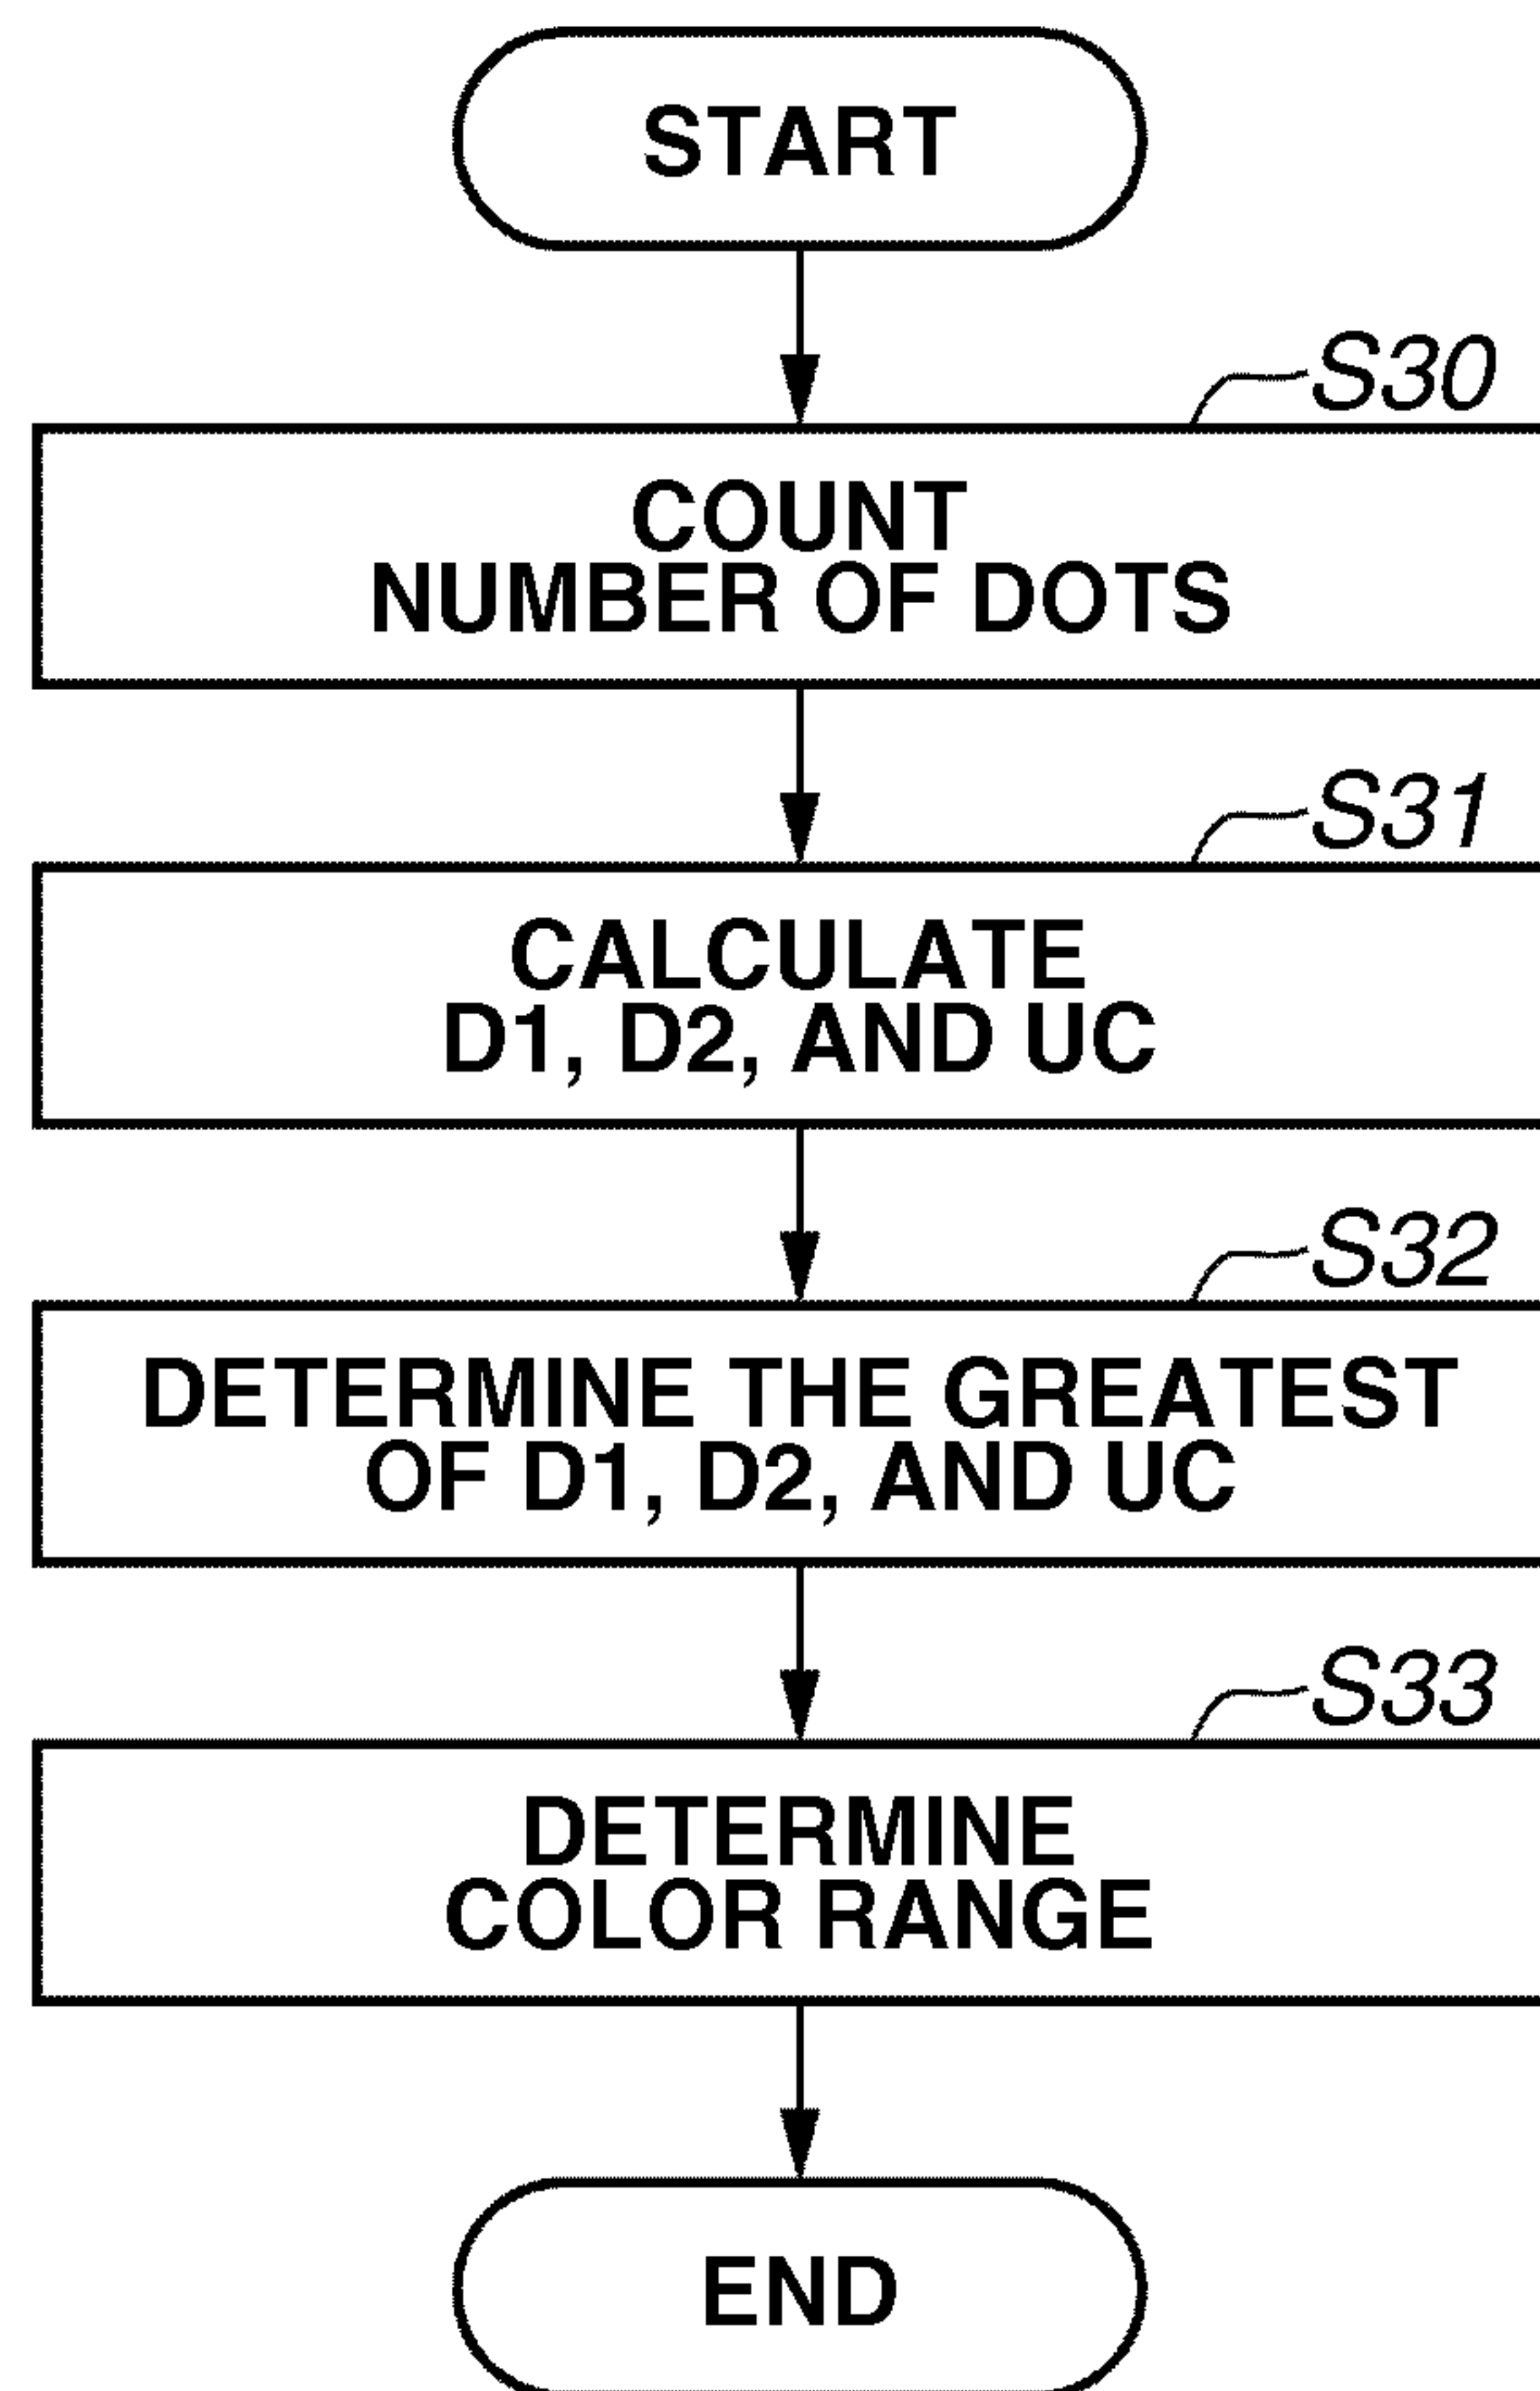 START
S30
COUNT
NUMBER OF DOTS
S31
CALCULATE
D1, D2, AND UC
S32
DETERMINE THE GREATEST
OF D1, D2, AND UC
S33
DETERMINE
COLOR RANGE
END